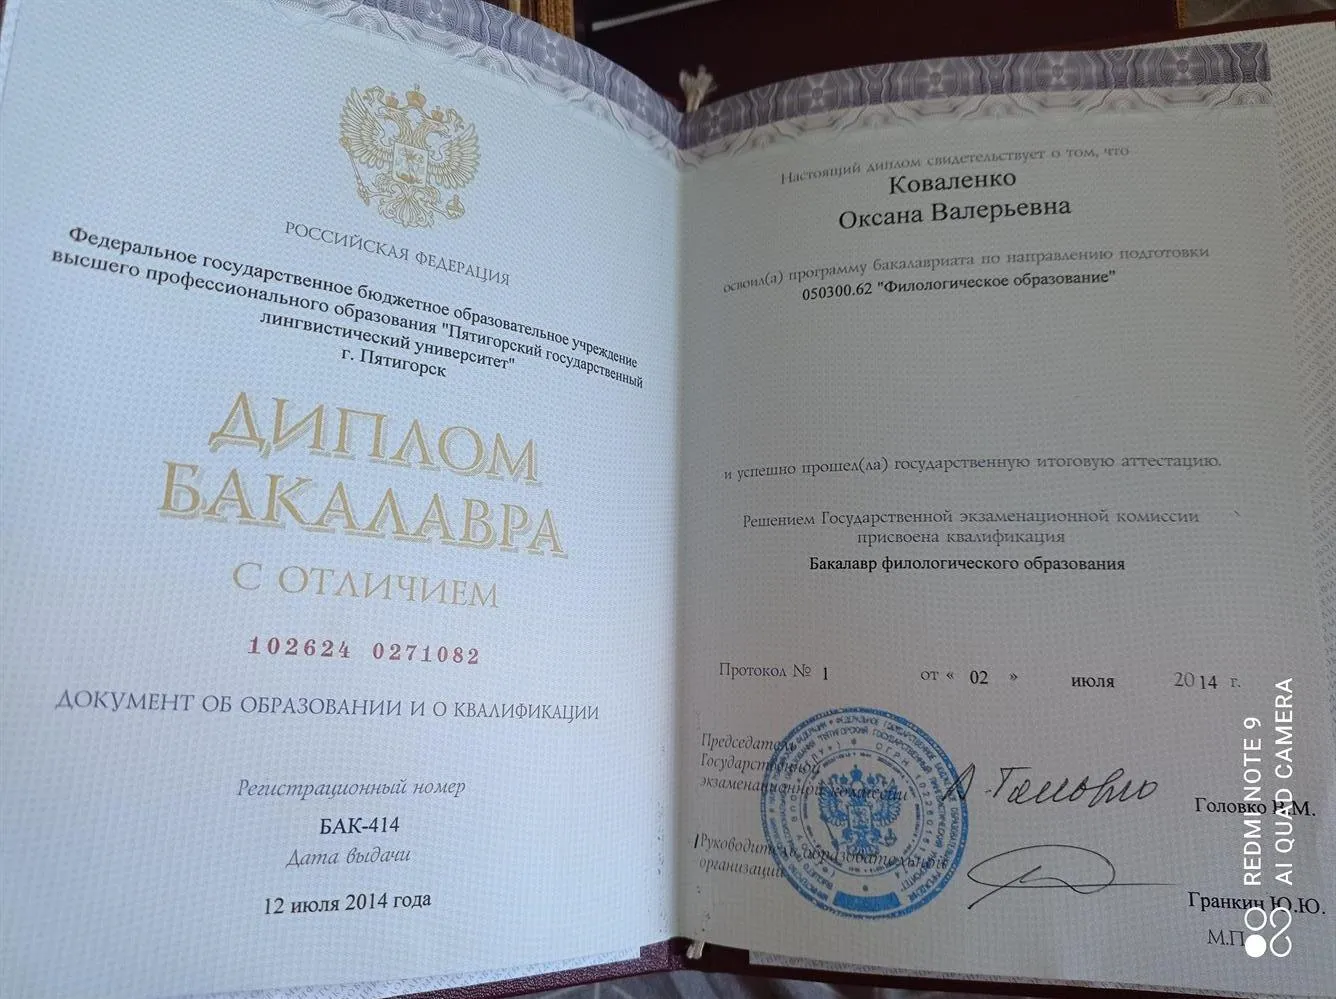 РОССИЙСКАЯ ФЕДЕРАЦИЯ
Федеральное государственное бюджетное образовательное учреждение
высшего профессионального образования "Пятигорский государственный
лингвистический университет"
г. Пятигорск
ДИПЛОМ
БАКАЛАВРА
С ОТЛИЧИЕМ
102624 0271082
ДОКУМЕНТ ОБ ОБРАЗОВАНИИ И О КВАЛИФИКАЦИИ
Регистрационный номер
БАК-414
Дата выдачи
12 июля 2014 года
Настоящий диплом свидетельствует о том, что
Коваленко
Оксана Валерьевна
освоил(а) программу бакалавриата по направлению подготовки
050300.62 "Филологическое образование"
и успешно прошел(ла) государственную итоговую аттестацию.
Решением Государственной экзаменационной комиссии
присвоена квалификация
Бакалавр филологического образования
Протокол № 1 от « 02 » июля 2014 г.
Председатель
Государственной
экзаменационной комиссии
Головко В.М.
Руководитель образовательной
организации
Гранкин Ю.Ю.
М.П.
REDMI NOTE 9
AI QUAD CAMERA